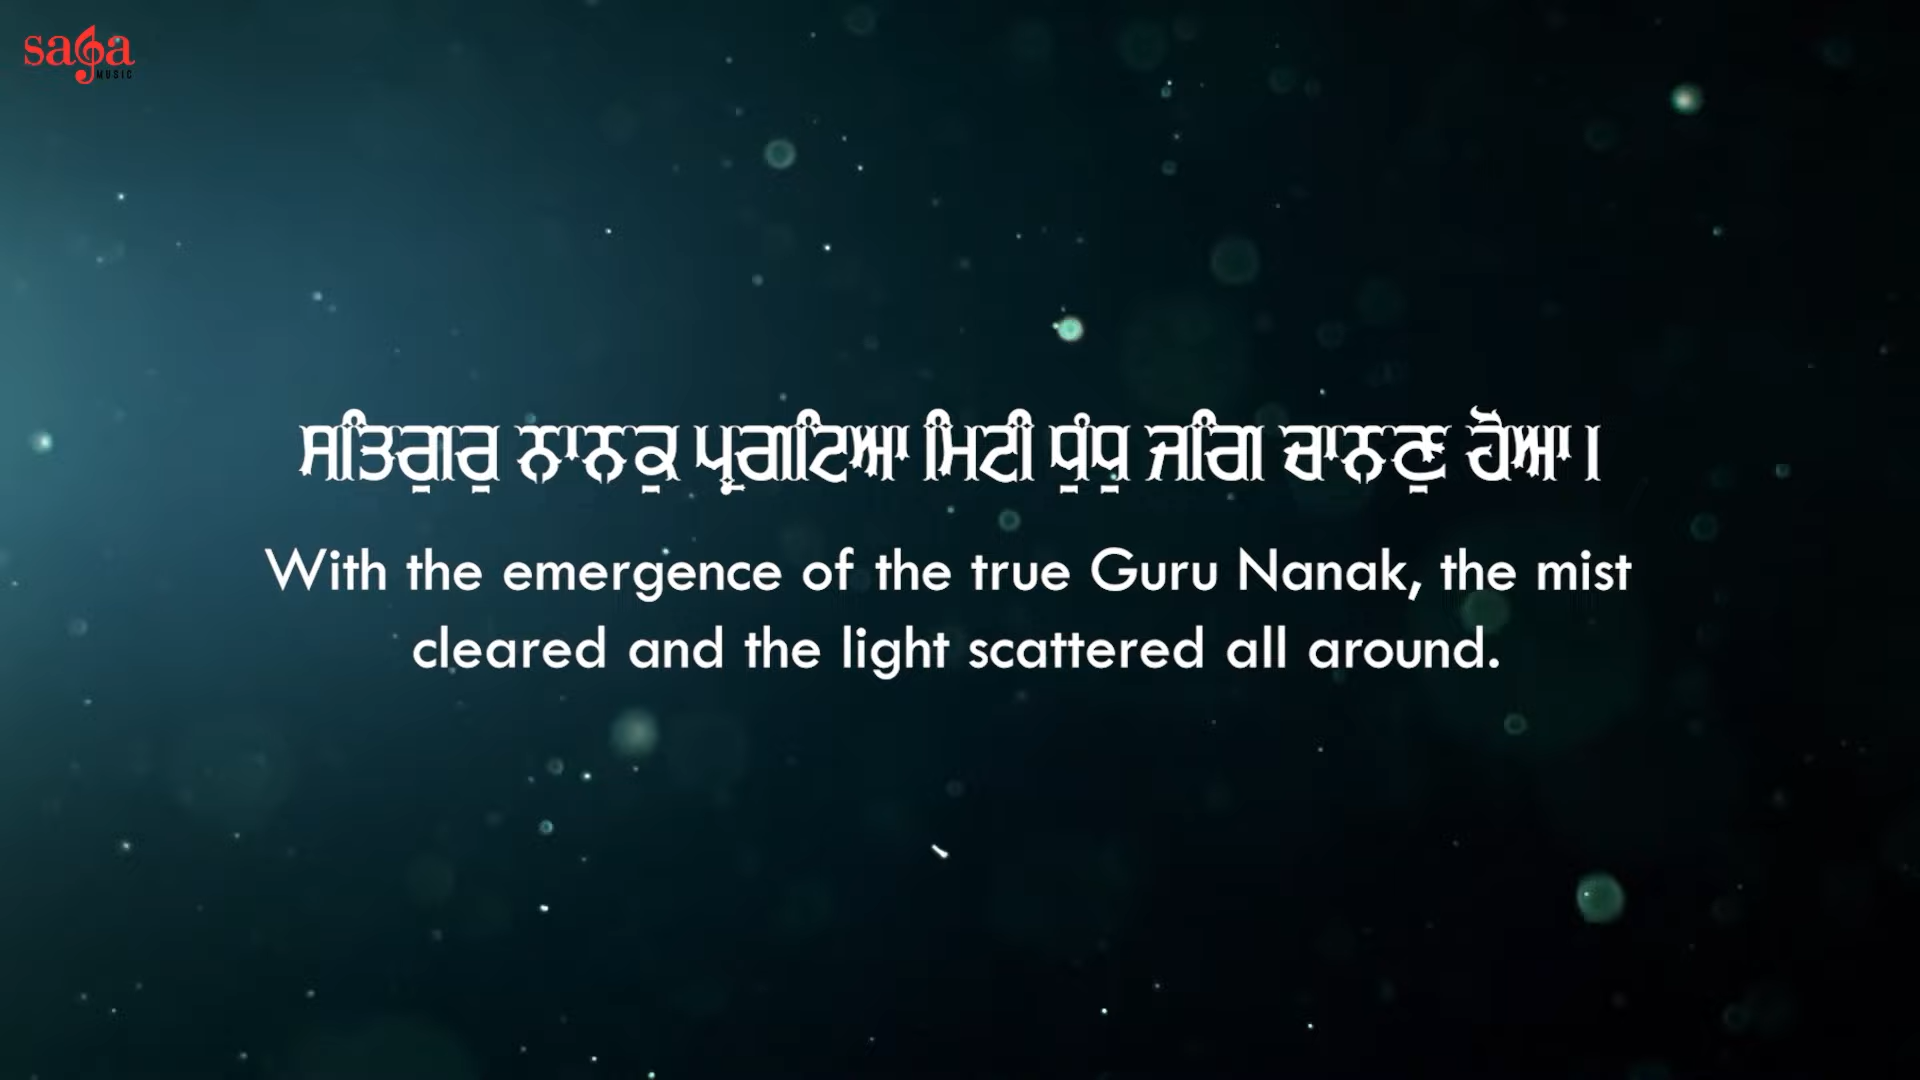 saga
MUSIC
ਸਤਿਗੁਰੁ ਨਾਨਕੁ ਪ੍ਰਗਟਿਆ ਮਿਟੀ ਧੁੰਧੁ ਜਗਿ ਚਾਨਣੁ ਹੋਆ।
With the emergence of the true Guru Nanak, the mist
cleared and the light scattered all around.